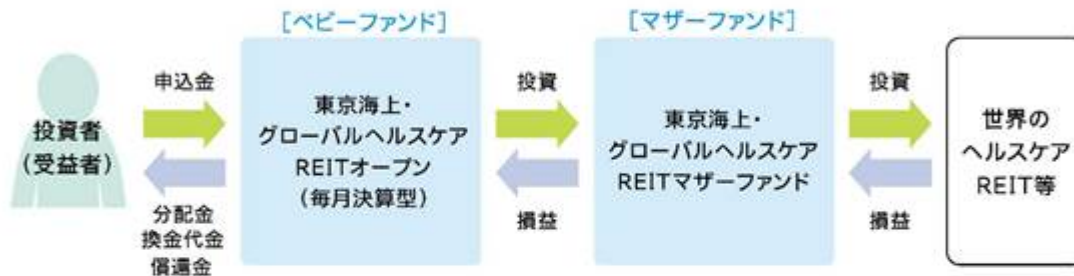 [ベビーファンド]
[マザーファンド]
申込金
投資者
(受益者)
分配金
換金代金
償還金
東京海上・
グローバルヘルスケア
REITオープン
(毎月決算型)
投資
損益
東京海上・
グローバルヘルスケア
REITマザーファンド
投資
損益
世界の
ヘルスケア
REIT等